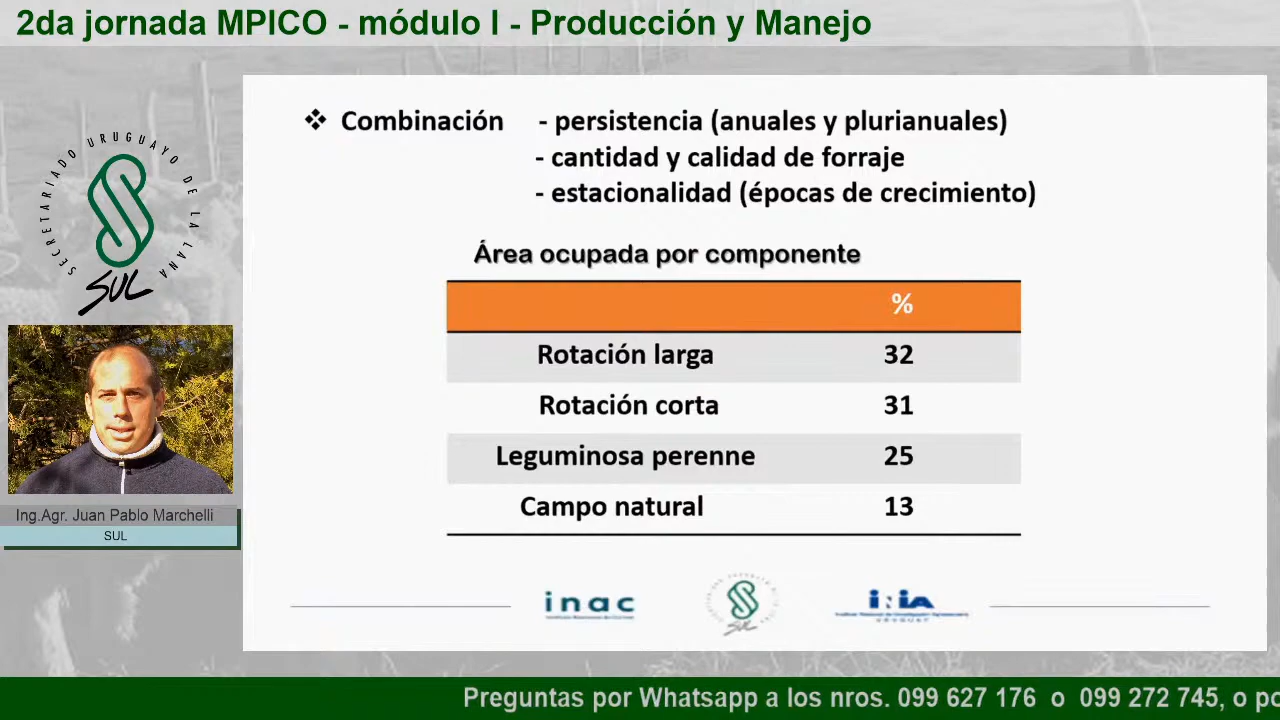 2da jornada MPICO - módulo I - Producción y Manejo
SECRETARIADO URUGUAYO DE LA LANA
SUL
Ing.Agr. Juan Pablo Marchelli
SUL
❖ Combinación - persistencia (anuales y plurianuales)
- cantidad y calidad de forraje
- estacionalidad (épocas de crecimiento)
Área ocupada por componente
%
Rotación larga 32
Rotación corta 31
Leguminosa perenne 25
Campo natural 13
inac
SUL
INIA
URUGUAY
Preguntas por Whatsapp a los nros. 099 627 176 o 099 272 745, o po